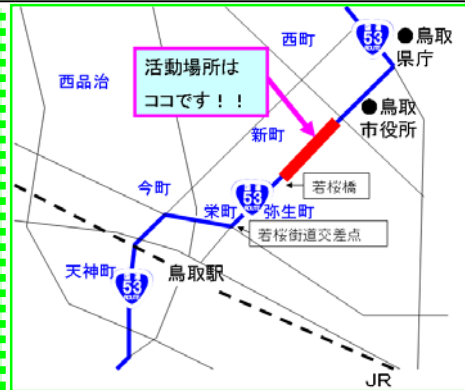 53
ROUTE
●鳥取
県庁
西町
活動場所は
ココです！！
西品治
●鳥取
市役所
新町
若桜橋
今町
53
ROUTE
栄町
弥生町
若桜街道交差点
天神町
鳥取駅
53
ROUTE
JR